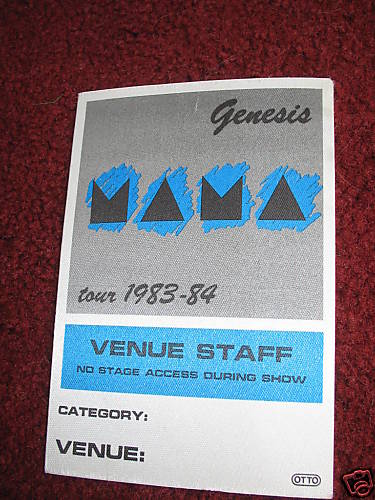 Genesis
MAMA
tour 1983-84
VENUE STAFF
NO STAGE ACCESS DURING SHOW
CATEGORY:
VENUE:
OTTO